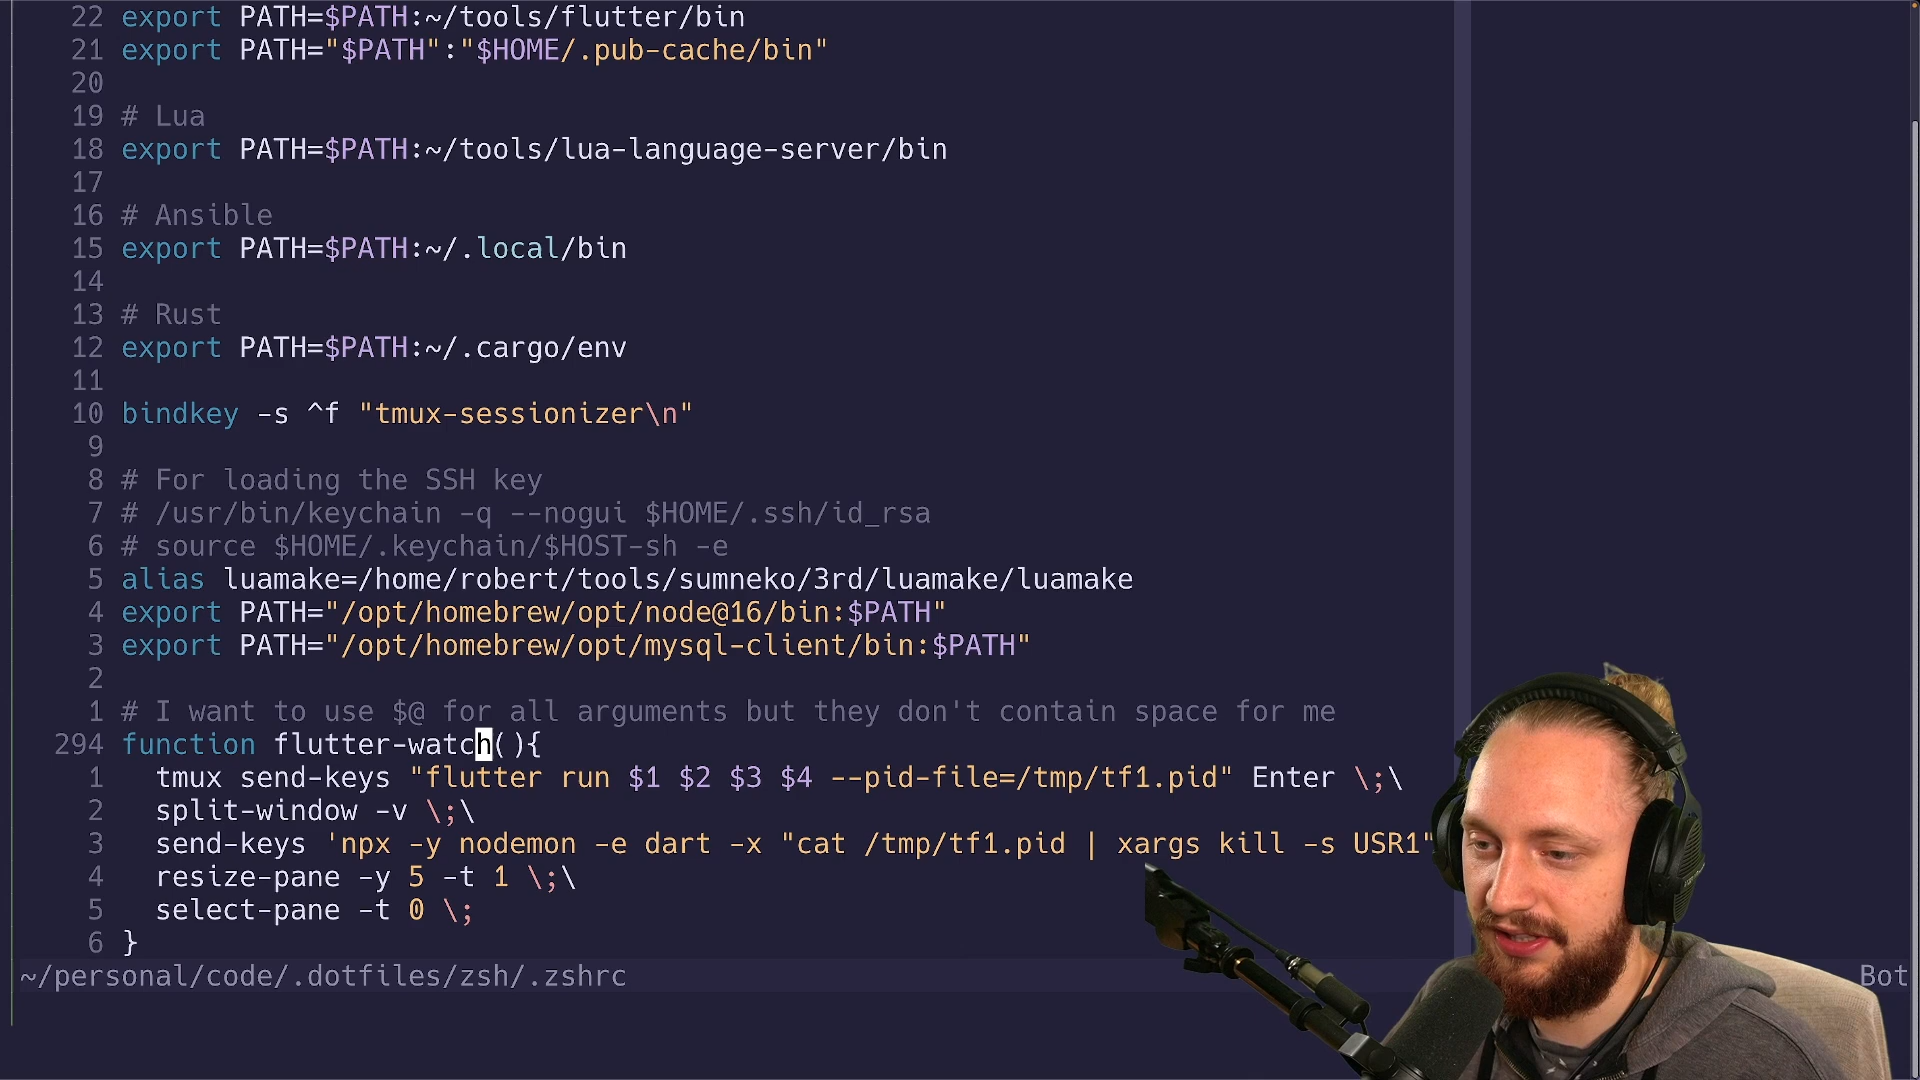 22 export PATH=$PATH:~/tools/flutter/bin
21 export PATH="$PATH":"$HOME/.pub-cache/bin"
20
19 # Lua
18 export PATH=$PATH:~/tools/lua-language-server/bin
17
16 # Ansible
15 export PATH=$PATH:~/.local/bin
14
13 # Rust
12 export PATH=$PATH:~/.cargo/env
11
10 bindkey -s ^f "tmux-sessionizer\n"
9
8 # For loading the SSH key
7 # /usr/bin/keychain -q --nogui $HOME/.ssh/id_rsa
6 # source $HOME/.keychain/$HOST-sh -e
5 alias luamake=/home/robert/tools/sumneko/3rd/luamake/luamake
4 export PATH="/opt/homebrew/opt/node@16/bin:$PATH"
3 export PATH="/opt/homebrew/opt/mysql-client/bin:$PATH"
2
1 # I want to use $@ for all arguments but they don't contain space for me
294 function flutter-watch(){
1   tmux send-keys "flutter run $1 $2 $3 $4 --pid-file=/tmp/tf1.pid" Enter \;\
2   split-window -v \;\
3   send-keys 'npx -y nodemon -e dart -x "cat /tmp/tf1.pid | xargs kill -s USR1"
4   resize-pane -y 5 -t 1 \;\
5   select-pane -t 0 \;
6 }
~/personal/code/.dotfiles/zsh/.zshrc Bot